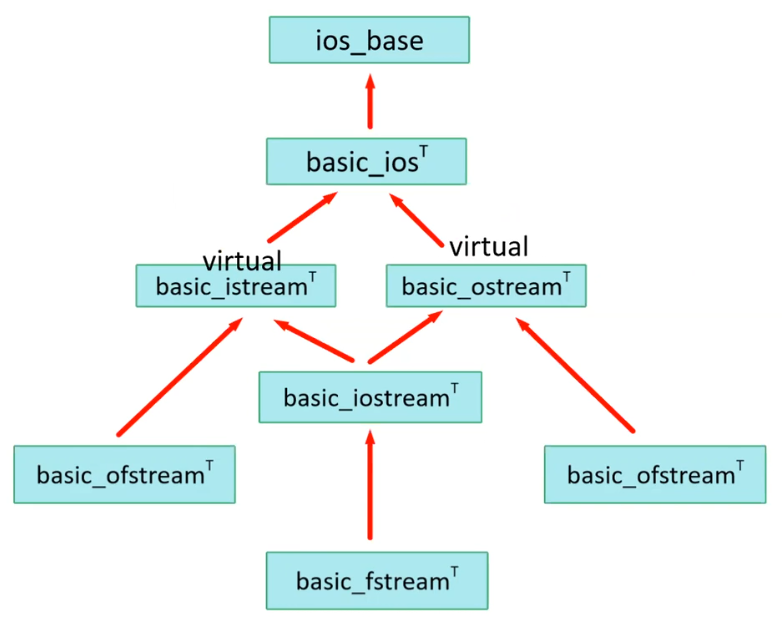 ios_base
basic_iosᵀ
virtual
virtual
basic_istreamᵀ
basic_ostreamᵀ
basic_iostreamᵀ
basic_ofstreamᵀ
basic_ofstreamᵀ
basic_fstreamᵀ